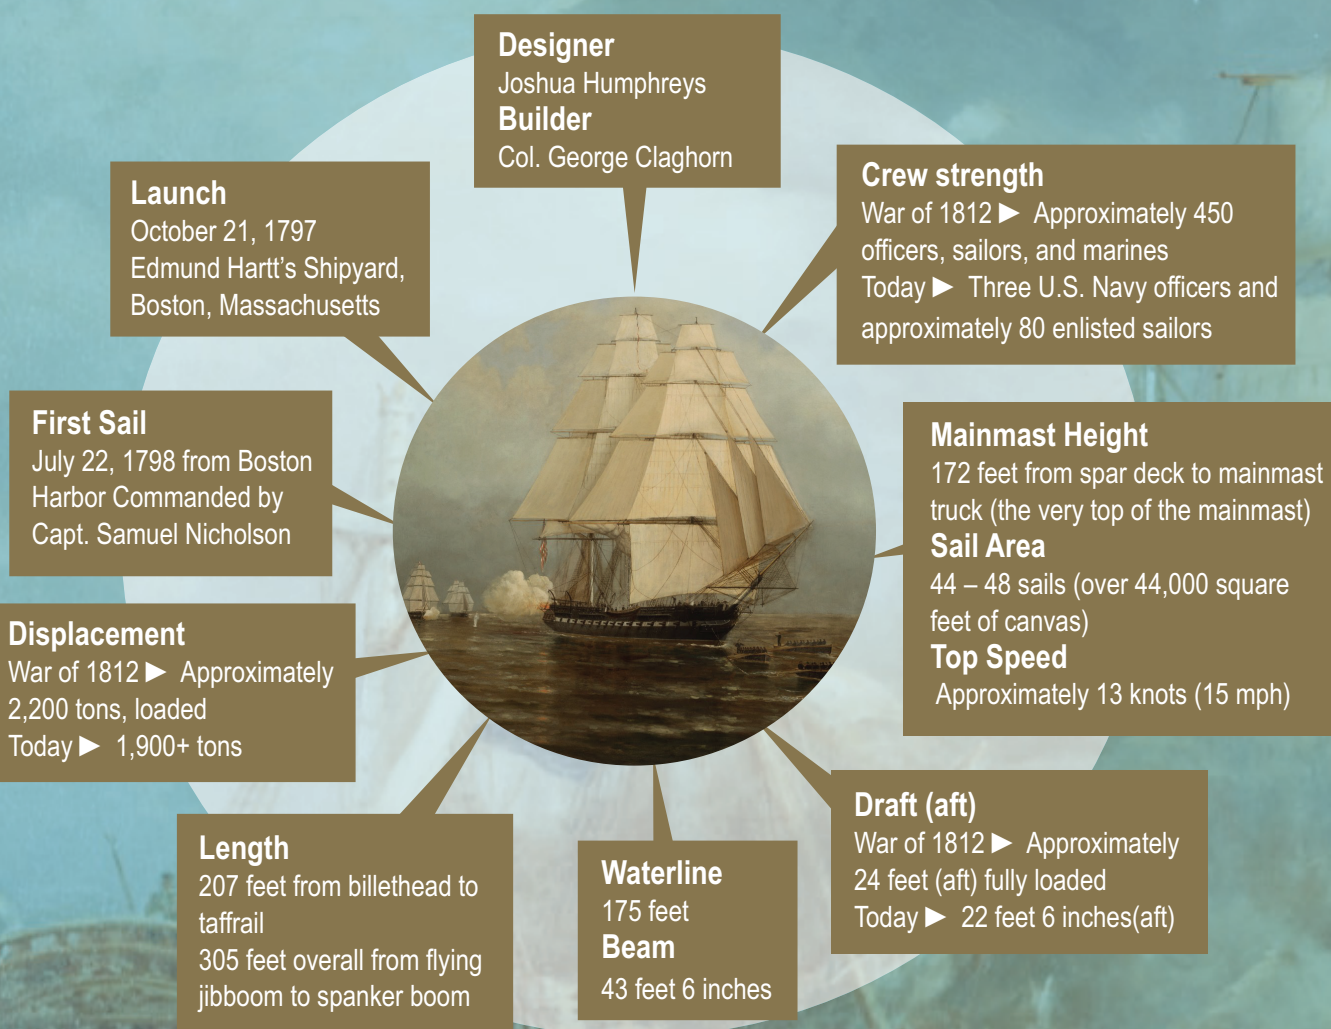 Designer
Joshua Humphreys
Builder
Col. George Claghorn
Launch
October 21, 1797
Edmund Hartt’s Shipyard,
Boston, Massachusetts
Crew strength
War of 1812 ► Approximately 450
officers, sailors, and marines
Today ► Three U.S. Navy officers and
approximately 80 enlisted sailors
First Sail
July 22, 1798 from Boston
Harbor Commanded by
Capt. Samuel Nicholson
Mainmast Height
172 feet from spar deck to mainmast
truck (the very top of the mainmast)
Sail Area
44 – 48 sails (over 44,000 square
feet of canvas)
Top Speed
Approximately 13 knots (15 mph)
Displacement
War of 1812 ► Approximately
2,200 tons, loaded
Today ► 1,900+ tons
Draft (aft)
War of 1812 ► Approximately
24 feet (aft) fully loaded
Today ► 22 feet 6 inches(aft)
Length
207 feet from billethead to
taffrail
305 feet overall from flying
jibboom to spanker boom
Waterline
175 feet
Beam
43 feet 6 inches